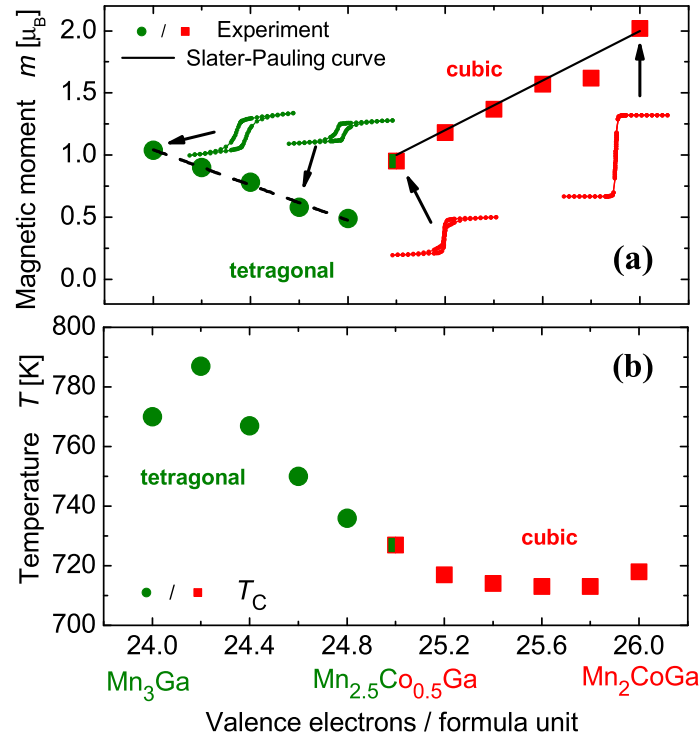 ● / ■ Experiment
— Slater-Pauling curve
cubic
tetragonal
(a)
Magnetic moment m [μ_B]
2.0
1.5
1.0
0.5
0.0
(b)
tetragonal
cubic
● / ■ T_C
Temperature T [K]
800
780
760
740
720
700
24.0 24.4 24.8 25.2 25.6 26.0
Mn₃Ga Mn₂.₅Co₀.₅Ga Mn₂CoGa
Valence electrons / formula unit